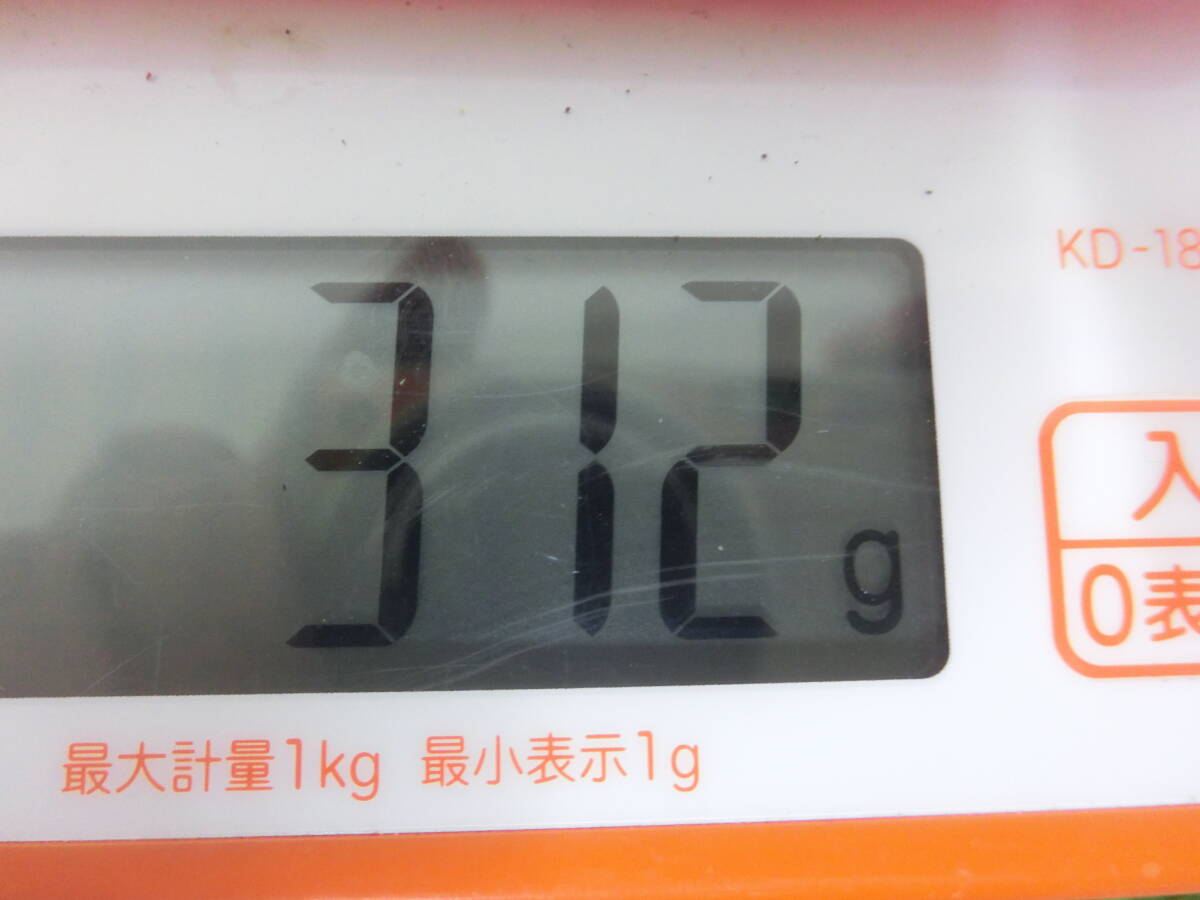 KD-18
312 g
入
0表
最大計量1kg 最小表示1g